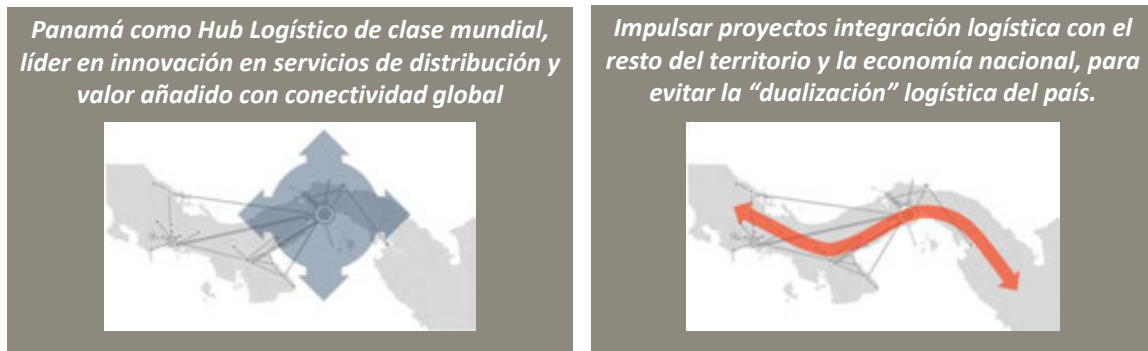 Panamá como Hub Logístico de clase mundial,
líder en innovación en servicios de distribución y
valor añadido con conectividad global
Impulsar proyectos integración logística con el
resto del territorio y la economía nacional, para
evitar la “dualización” logística del país.